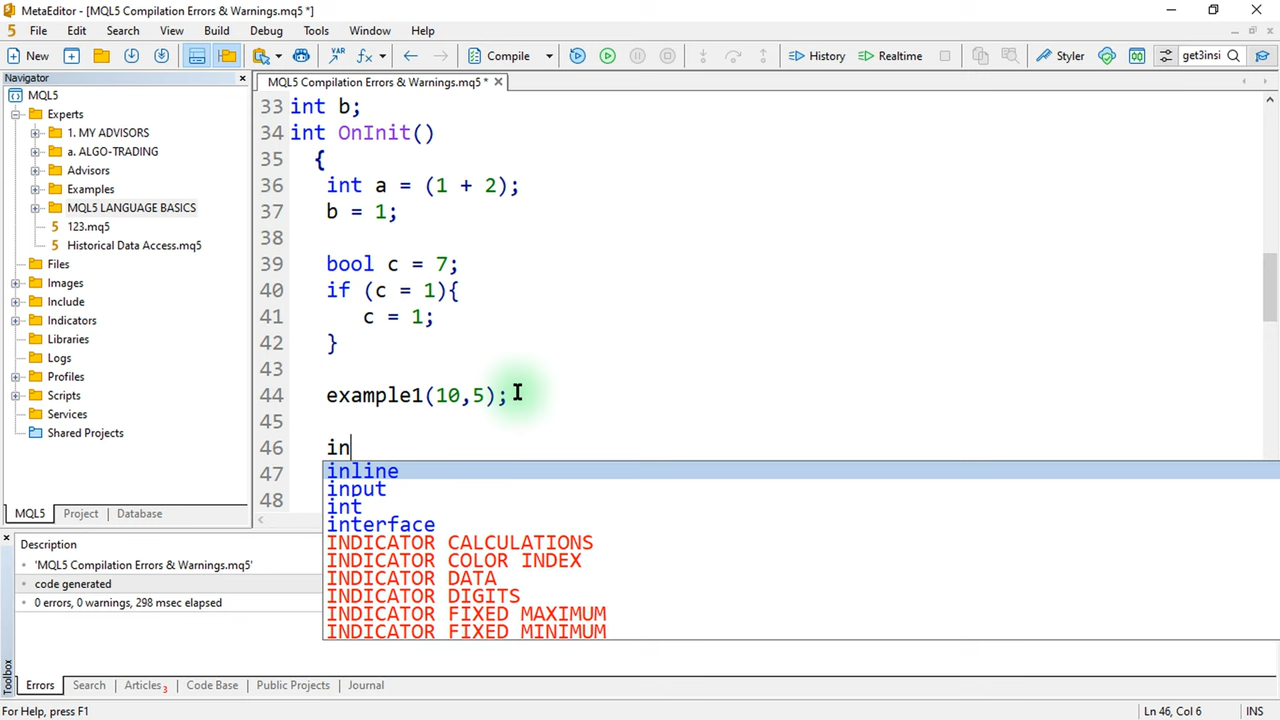 MetaEditor - [MQL5 Compilation Errors & Warnings.mq5 *]
5 File Edit Search View Build Debug Tools Window Help
New VAR fx Compile History Realtime Styler get3insi
Navigator
MQL5 Compilation Errors & Warnings.mq5 *
MQL5
Experts
1. MY ADVISORS
a. ALGO-TRADING
Advisors
Examples
MQL5 LANGUAGE BASICS
5 123.mq5
5 Historical Data Access.mq5
Files
Images
Include
Indicators
Libraries
Logs
Profiles
Scripts
Services
Shared Projects
MQL5 Project Database
33 int b;
34 int OnInit()
35 {
36 int a = (1 + 2);
37 b = 1;
38
39 bool c = 7;
40 if (c = 1){
41 c = 1;
42 }
43
44 example1(10,5);
45
46 in
47
48
inline
input
int
interface
INDICATOR CALCULATIONS
INDICATOR COLOR INDEX
INDICATOR DATA
INDICATOR DIGITS
INDICATOR FIXED MAXIMUM
INDICATOR FIXED MINIMUM
Description
'MQL5 Compilation Errors & Warnings.mq5'
code generated
0 errors, 0 warnings, 298 msec elapsed
Toolbox
Errors Search Articles 3 Code Base Public Projects Journal
For Help, press F1 Ln 46, Col 6 INS